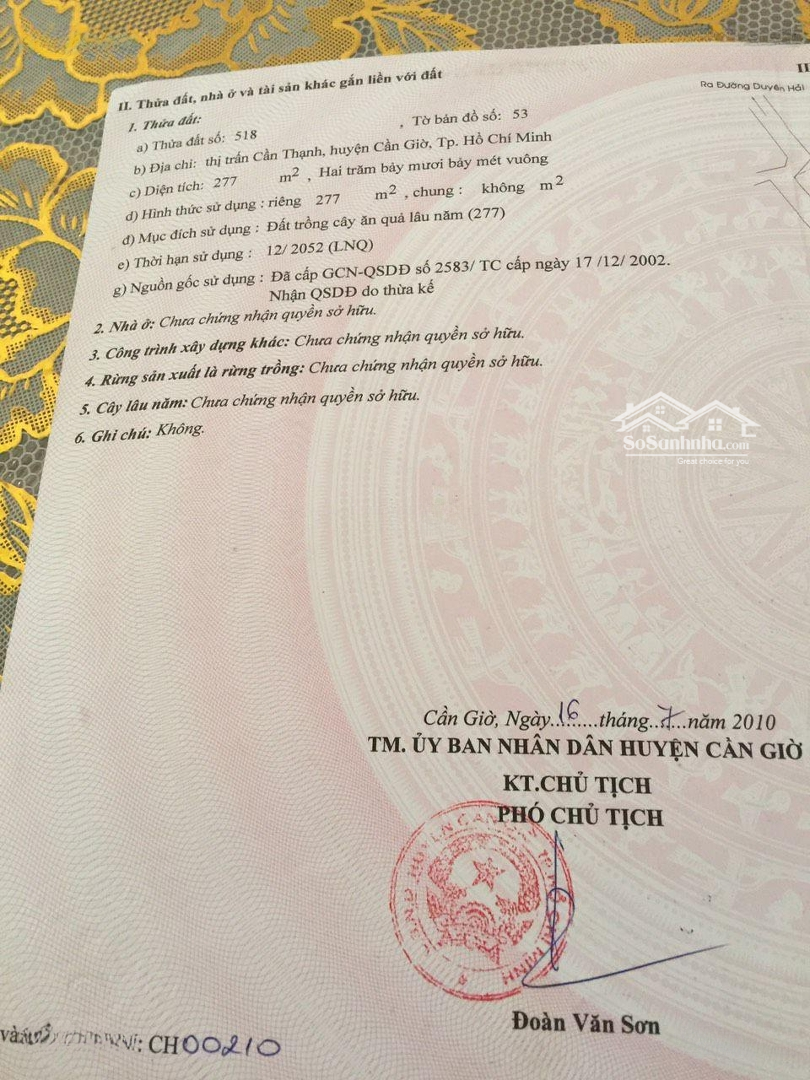 II. Thửa đất, nhà ở và tài sản khác gắn liền với đất
II
Ra Đường Duyên Hải
1. Thửa đất:
a) Thửa đất số: 518 , Tờ bản đồ số: 53
b) Địa chỉ: thị trấn Cần Thạnh, huyện Cần Giờ, Tp. Hồ Chí Minh
c) Diện tích: 277 m2 , Hai trăm bảy mươi bảy mét vuông
d) Hình thức sử dụng : riêng 277 m2 , chung : không m2
đ) Mục đích sử dụng : Đất trồng cây ăn quả lâu năm (277)
e) Thời hạn sử dụng : 12/ 2052 (LNQ)
g) Nguồn gốc sử dụng : Đã cấp GCN-QSDĐ số 2583/ TC cấp ngày 17 /12/ 2002.
Nhận QSDĐ do thừa kế
2. Nhà ở: Chưa chứng nhận quyền sở hữu.
3. Công trình xây dựng khác: Chưa chứng nhận quyền sở hữu.
4. Rừng sản xuất là rừng trồng: Chưa chứng nhận quyền sở hữu.
5. Cây lâu năm: Chưa chứng nhận quyền sở hữu.
6. Ghi chú: Không.
SoSanhnha.com
Great choice for you
Cần Giờ, Ngày..16...tháng..7..năm 2010
TM. ỦY BAN NHÂN DÂN HUYỆN CẦN GIỜ
KT.CHỦ TỊCH
PHÓ CHỦ TỊCH
Đoàn Văn Sơn
CH00210